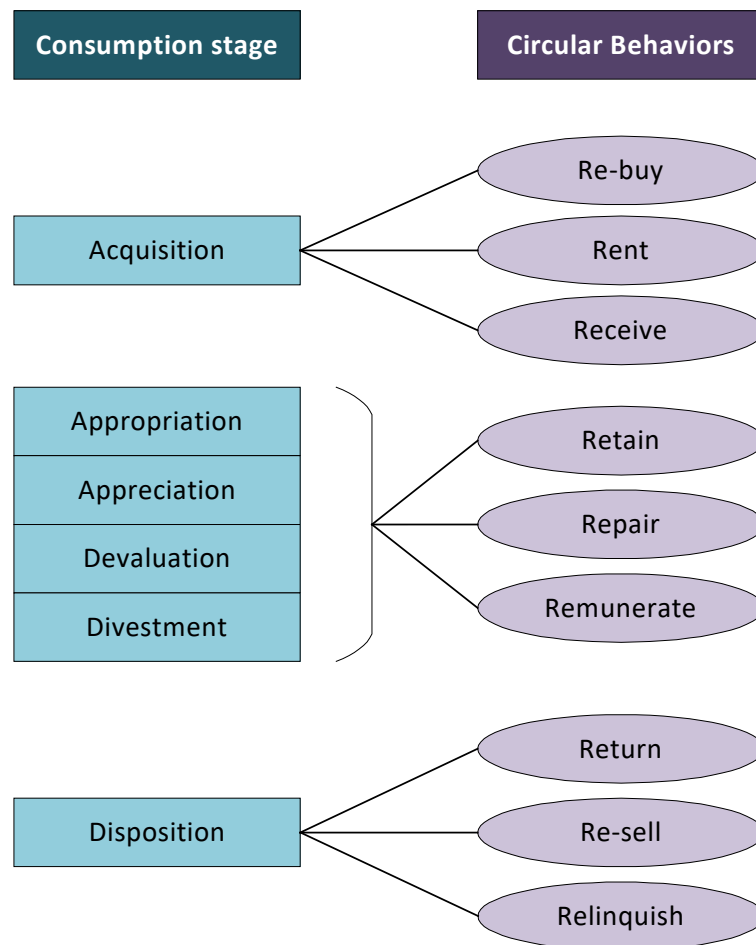 Consumption stage
Circular Behaviors
Re-buy
Acquisition
Rent
Receive
Appropriation
Retain
Appreciation
Repair
Devaluation
Remunerate
Divestment
Return
Disposition
Re-sell
Relinquish